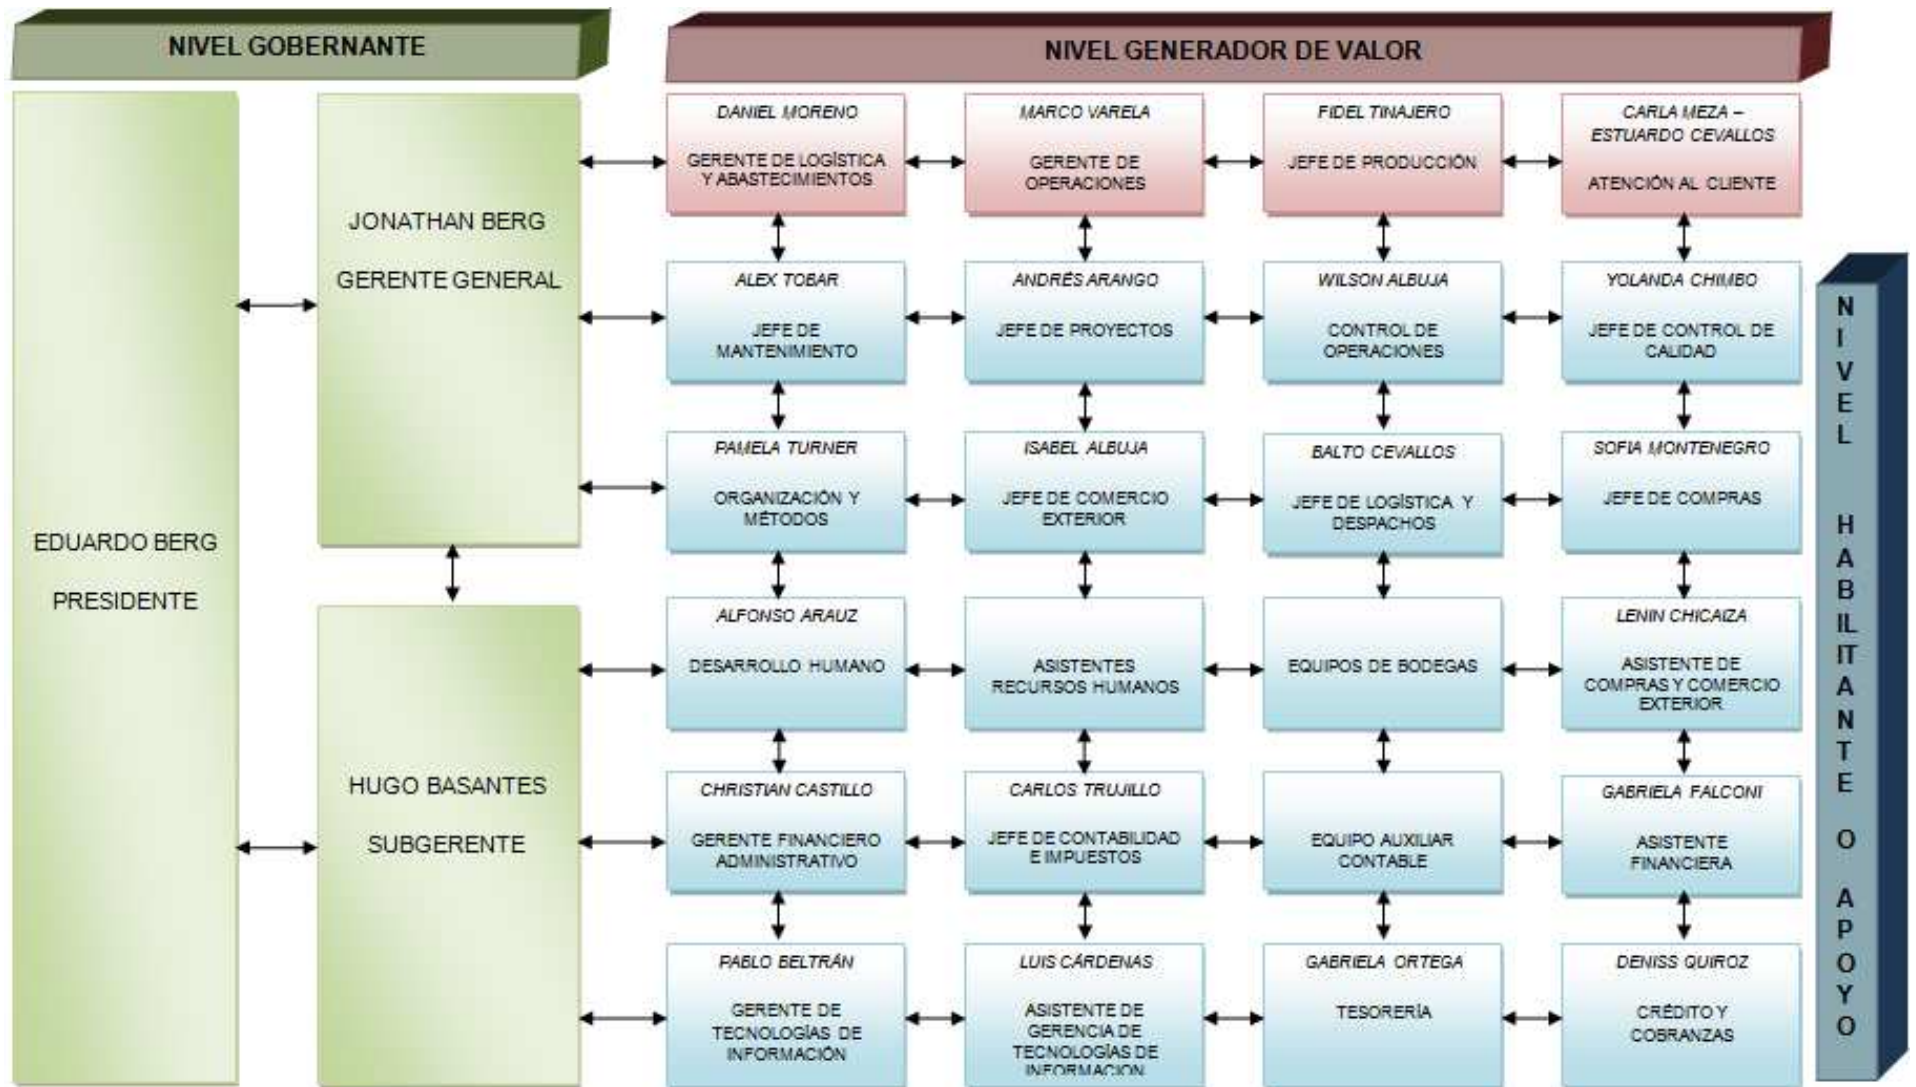 NIVEL GOBERNANTE
NIVEL GENERADOR DE VALOR
EDUARDO BERG
PRESIDENTE
JONATHAN BERG
GERENTE GENERAL
HUGO BASANTES
SUBGERENTE
DANIEL MORENO
GERENTE DE LOGÍSTICA
Y ABASTECIMIENTOS
MARCO VARELA
GERENTE DE
OPERACIONES
FIDEL TINAJERO
JEFE DE PRODUCCIÓN
CARLA MEZA –
ESTUARDO CEVALLOS
ATENCIÓN AL CLIENTE
ALEX TOBAR
JEFE DE
MANTENIMIENTO
ANDRÉS ARANGO
JEFE DE PROYECTOS
WILSON ALBUJA
CONTROL DE
OPERACIONES
YOLANDA CHIMBO
JEFE DE CONTROL DE
CALIDAD
PAMELA TURNER
ORGANIZACIÓN Y
MÉTODOS
ISABEL ALBUJA
JEFE DE COMERCIO
EXTERIOR
BALTO CEVALLOS
JEFE DE LOGÍSTICA Y
DESPACHOS
SOFIA MONTENEGRO
JEFE DE COMPRAS
ALFONSO ARAUZ
DESARROLLO HUMANO
ASISTENTES
RECURSOS HUMANOS
EQUIPOS DE BODEGAS
LENIN CHICAIZA
ASISTENTE DE
COMPRAS Y COMERCIO
EXTERIOR
CHRISTIAN CASTILLO
GERENTE FINANCIERO
ADMINISTRATIVO
CARLOS TRUJILLO
JEFE DE CONTABILIDAD
E IMPUESTOS
EQUIPO AUXILIAR
CONTABLE
GABRIELA FALCONI
ASISTENTE
FINANCIERA
PABLO BELTRÁN
GERENTE DE
TECNOLOGÍAS DE
INFORMACIÓN
LUIS CÁRDENAS
ASISTENTE DE
GERENCIA DE
TECNOLOGÍAS DE
INFORMACION
GABRIELA ORTEGA
TESORERÍA
DENISS QUIROZ
CRÉDITO Y
COBRANZAS
NIVEL HABILITANTE O APOYO